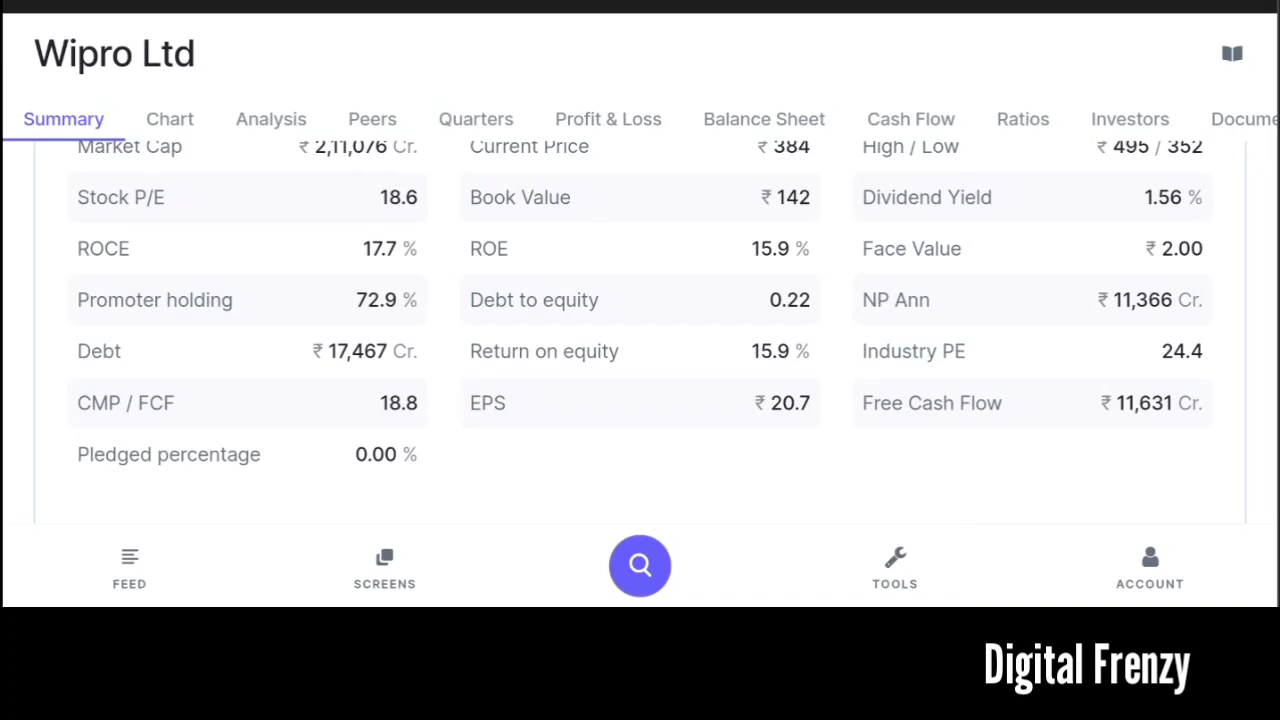 Wipro Ltd
Summary Chart Analysis Peers Quarters Profit & Loss Balance Sheet Cash Flow Ratios Investors Docume
Market Cap ₹ 2,11,076 Cr. Current Price ₹ 384 High / Low ₹ 495 / 352
Stock P/E 18.6 Book Value ₹ 142 Dividend Yield 1.56 %
ROCE 17.7 % ROE 15.9 % Face Value ₹ 2.00
Promoter holding 72.9 % Debt to equity 0.22 NP Ann ₹ 11,366 Cr.
Debt ₹ 17,467 Cr. Return on equity 15.9 % Industry PE 24.4
CMP / FCF 18.8 EPS ₹ 20.7 Free Cash Flow ₹ 11,631 Cr.
Pledged percentage 0.00 %
FEED SCREENS TOOLS ACCOUNT
Digital Frenzy